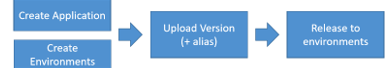 Create Application
Create
Environments
Upload Version
(+ alias)
Release to
environments